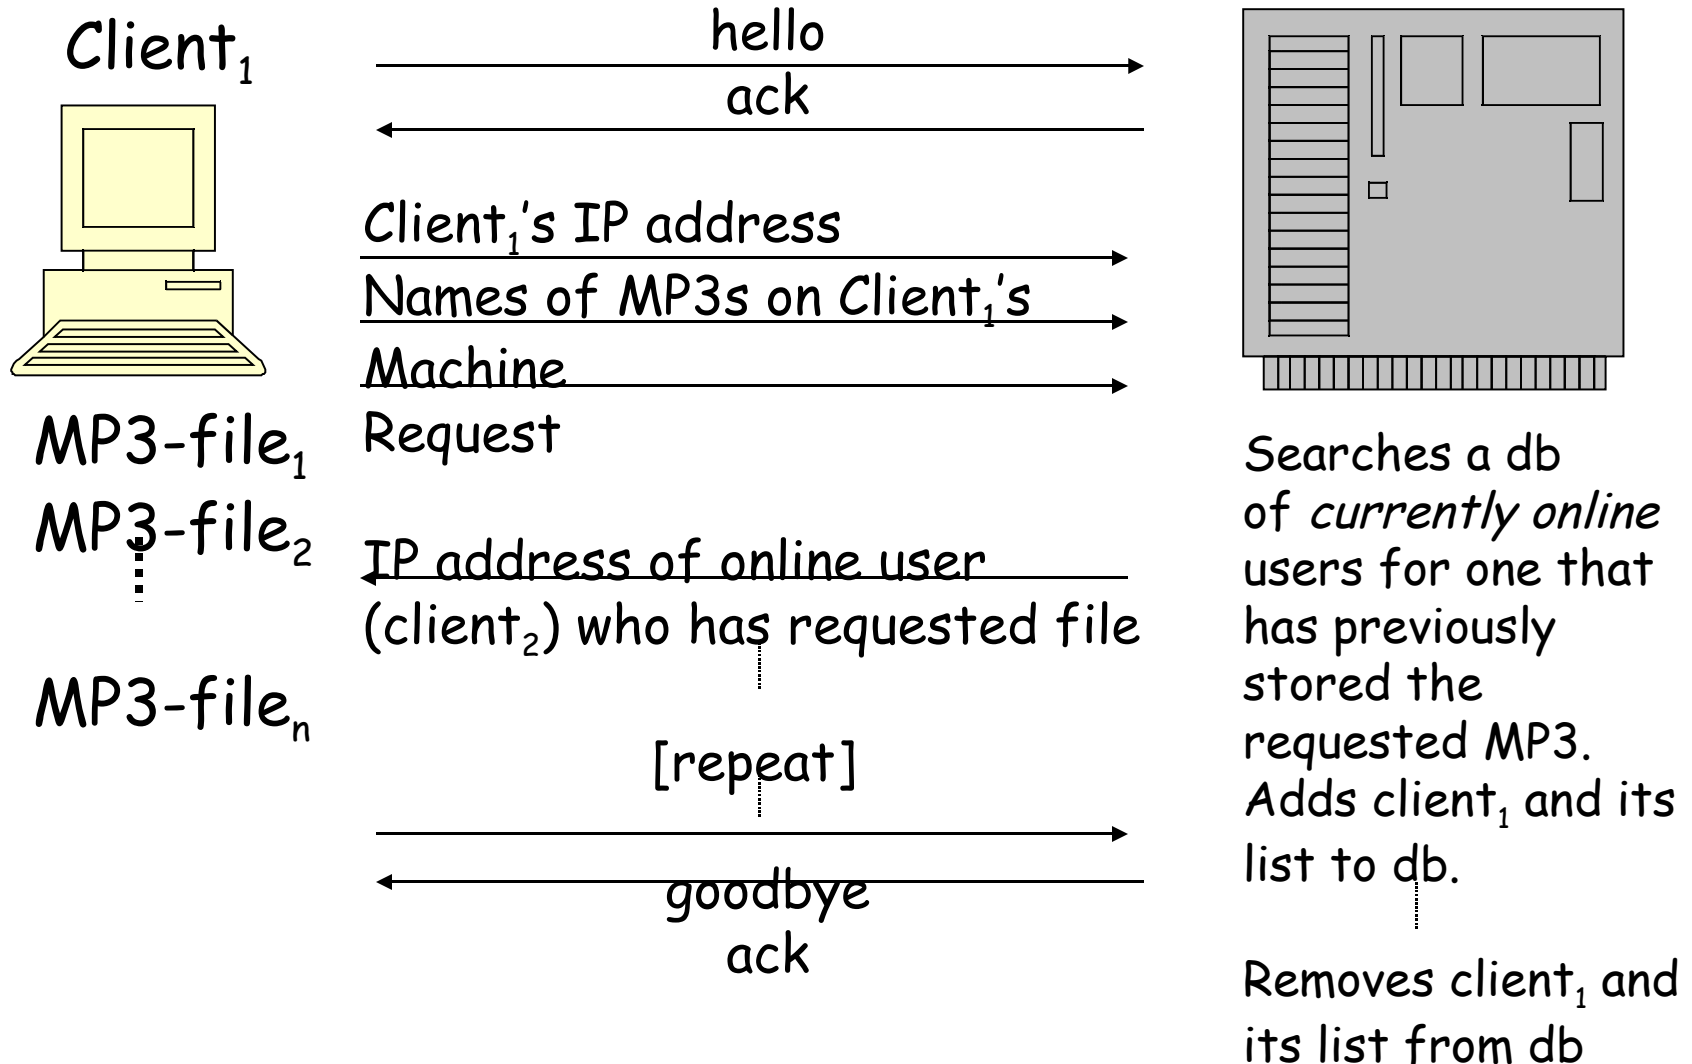 Client₁
MP3-file₁
MP3-file₂
MP3-fileₙ
hello
ack
Client₁'s IP address
Names of MP3s on Client₁'s
Machine
Request
IP address of online user
(client₂) who has requested file
[repeat]
goodbye
ack
Searches a db
of currently online
users for one that
has previously
stored the
requested MP3.
Adds client₁ and its
list to db.
Removes client₁ and
its list from db